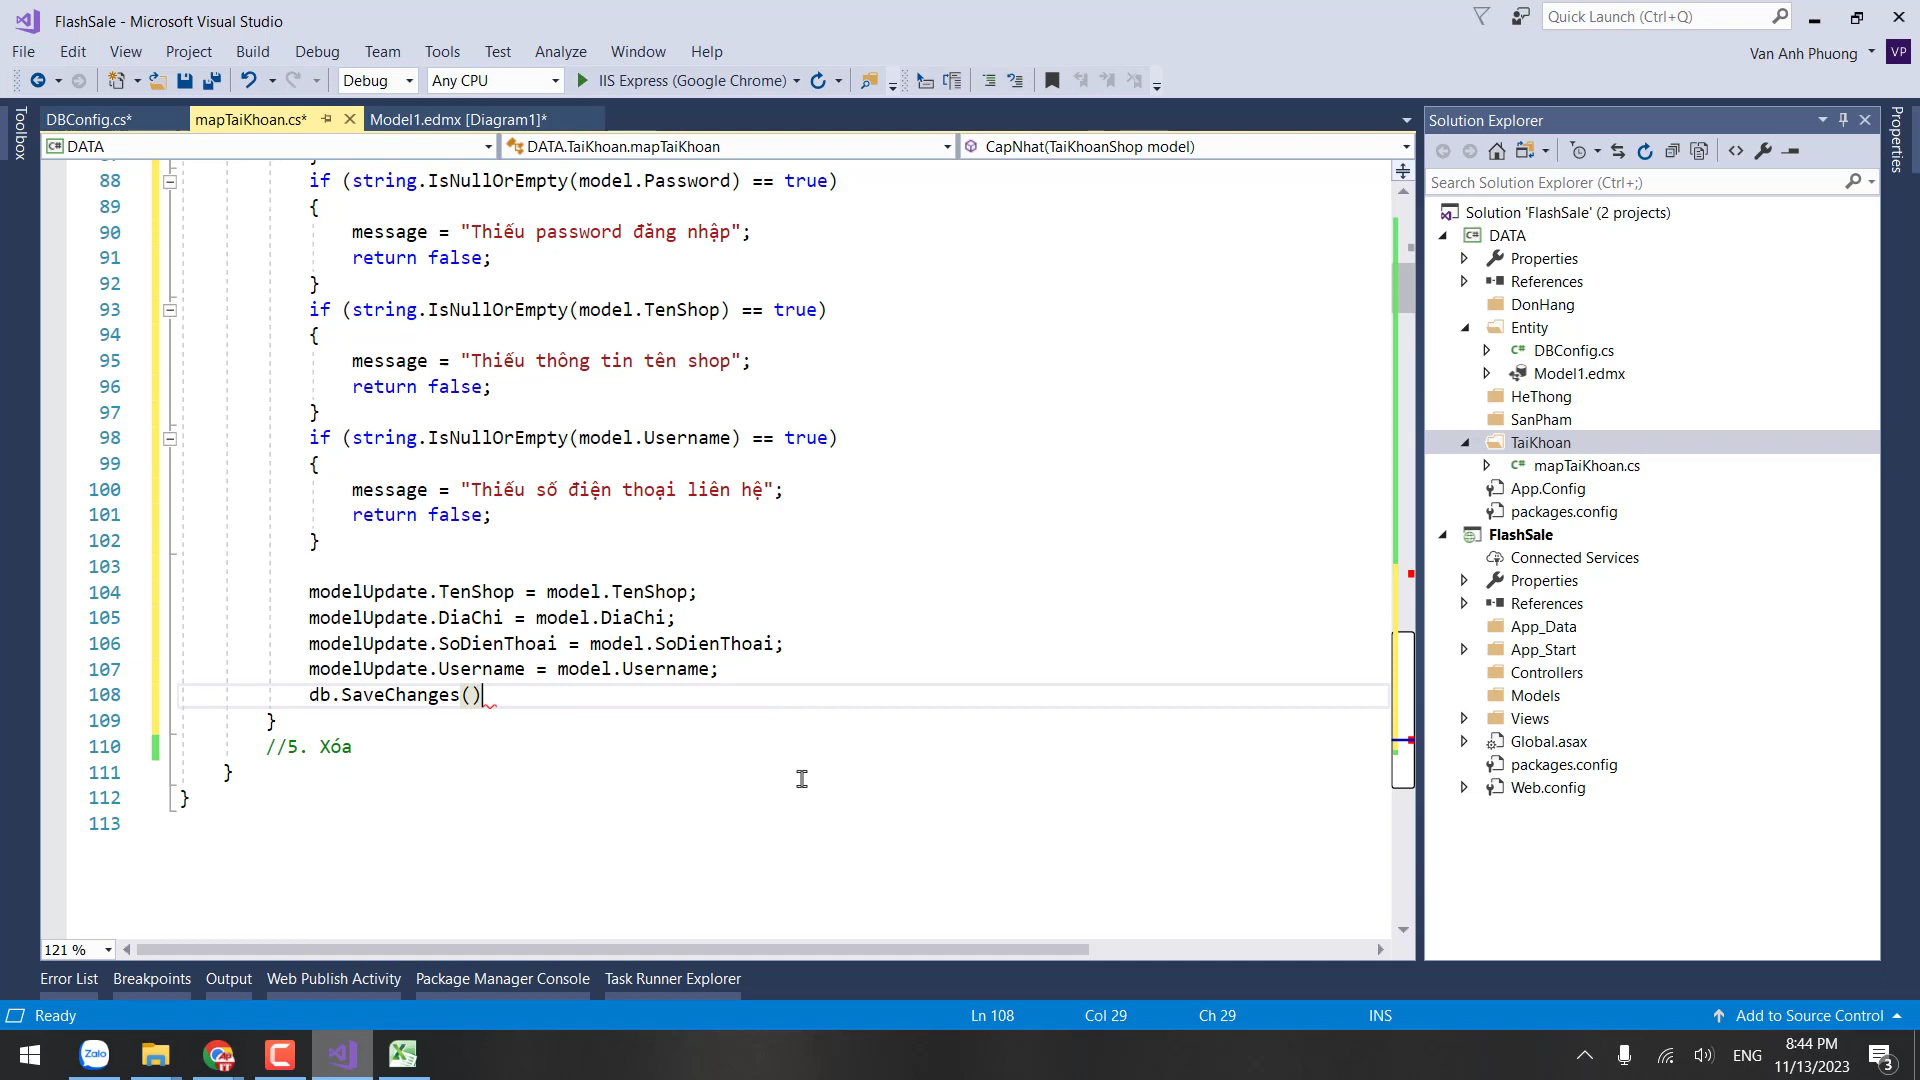 FlashSale - Microsoft Visual Studio
Quick Launch (Ctrl+Q)
File Edit View Project Build Debug Team Tools Test Analyze Window Help
Van Anh Phuong VP
Debug Any CPU IIS Express (Google Chrome)
Toolbox
DBConfig.cs* mapTaiKhoan.cs* Model1.edmx [Diagram1]*
DATA DATA.TaiKhoan.mapTaiKhoan CapNhat(TaiKhoanShop model)
88 if (string.IsNullOrEmpty(model.Password) == true)
89 {
90 message = "Thiếu password đăng nhập";
91 return false;
92 }
93 if (string.IsNullOrEmpty(model.TenShop) == true)
94 {
95 message = "Thiếu thông tin tên shop";
96 return false;
97 }
98 if (string.IsNullOrEmpty(model.Username) == true)
99 {
100 message = "Thiếu số điện thoại liên hệ";
101 return false;
102 }
103
104 modelUpdate.TenShop = model.TenShop;
105 modelUpdate.DiaChi = model.DiaChi;
106 modelUpdate.SoDienThoai = model.SoDienThoai;
107 modelUpdate.Username = model.Username;
108 db.SaveChanges()
109 }
110 //5. Xóa
111 }
112 }
113
121 %
Solution Explorer
Search Solution Explorer (Ctrl+;)
Solution 'FlashSale' (2 projects)
DATA
Properties
References
DonHang
Entity
DBConfig.cs
Model1.edmx
HeThong
SanPham
TaiKhoan
mapTaiKhoan.cs
App.Config
packages.config
FlashSale
Connected Services
Properties
References
App_Data
App_Start
Controllers
Models
Views
Global.asax
packages.config
Web.config
Properties
Error List Breakpoints Output Web Publish Activity Package Manager Console Task Runner Explorer
Ready Ln 108 Col 29 Ch 29 INS Add to Source Control
Zalo
ENG
8:44 PM
11/13/2023
3